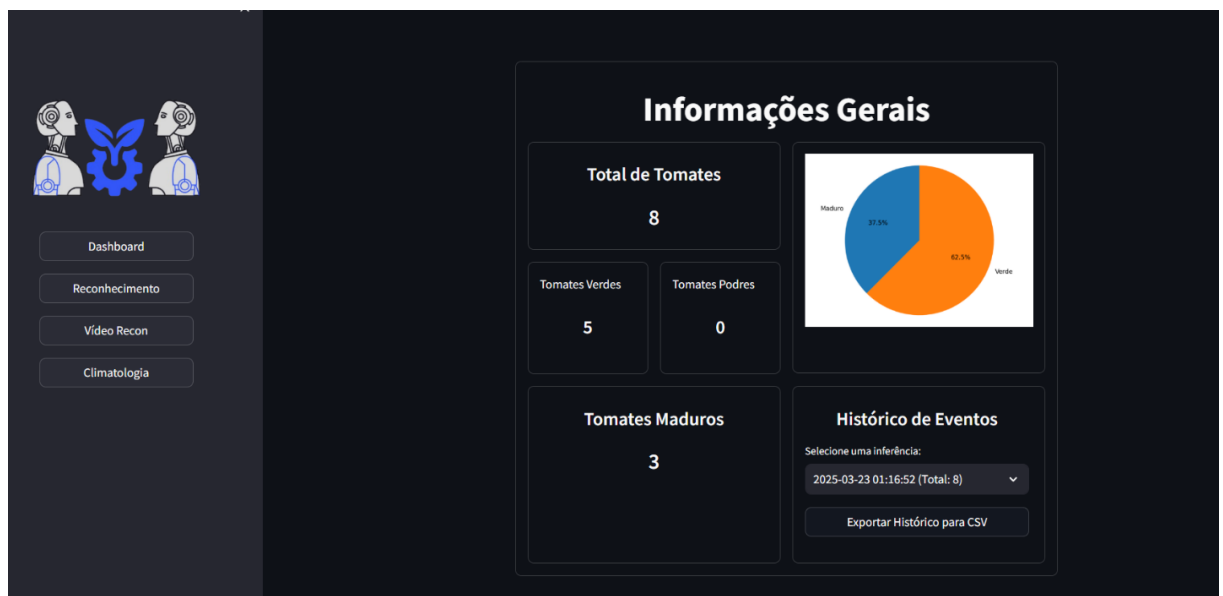 Dashboard
Reconhecimento
Vídeo Recon
Climatologia
Informações Gerais
Total de Tomates
8
Tomates Verdes
5
Tomates Podres
0
Maduro
37.5%
62.5%
Verde
Tomates Maduros
3
Histórico de Eventos
Selecione uma inferência:
2025-03-23 01:16:52 (Total: 8)
Exportar Histórico para CSV